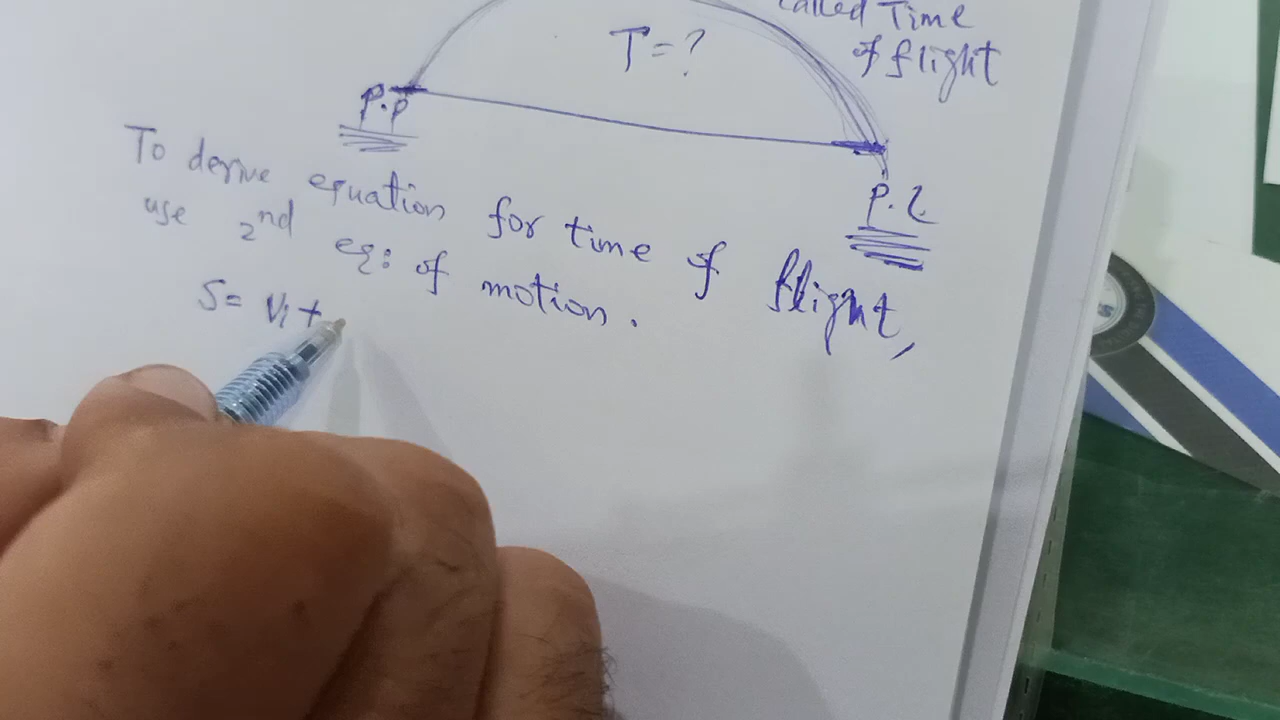 called Time
of flight
T=?
P.P
P.L
To derive equation for time of flight,
use 2nd eq: of motion.
S= Vit